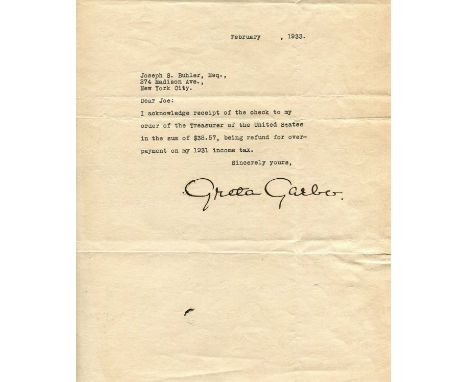 February , 1933.
Joseph S. Buhler, Esq.,
274 Madison Ave.,
New York City.
Dear Joe:
I acknowledge receipt of the check to my
order of the Treasurer of the United States
in the sum of $38.57, being refund for over-
payment on my 1931 income tax.
Sincerely yours,
Greta Garbo.